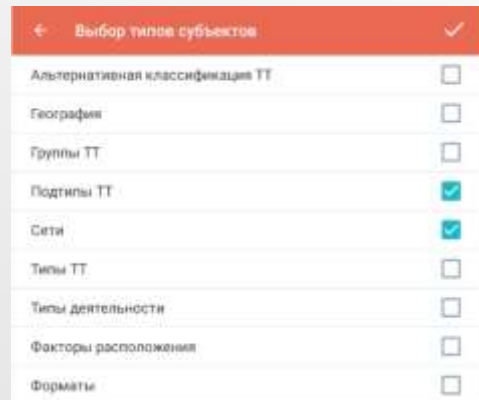 Выбор типов субъектов
Альтернативная классификация ТТ
География
Группы ТТ
Подтипы ТТ
Сети
Типы ТТ
Типы деятельности
Факторы расположения
Форматы